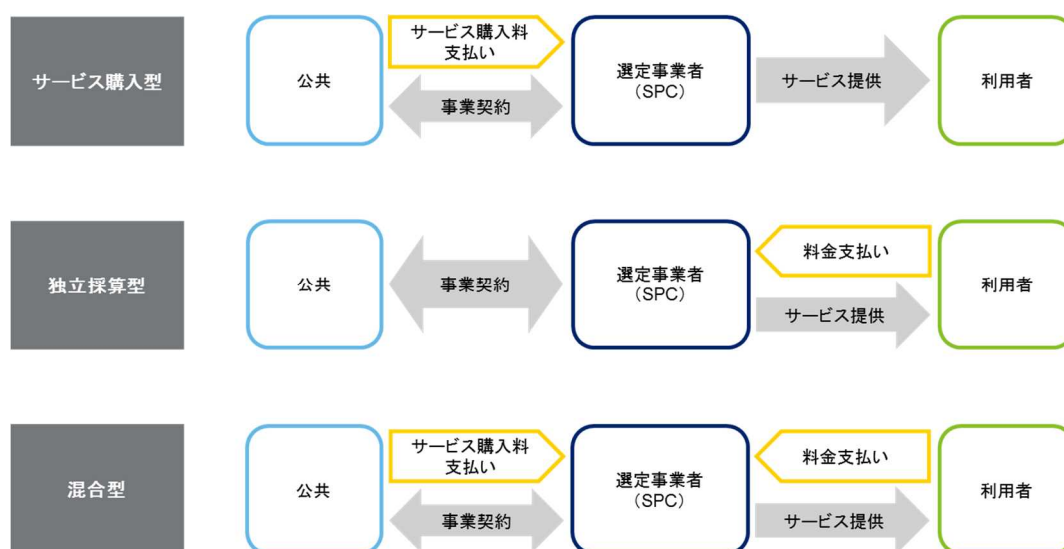 サービス購入型
公共
サービス購入料
支払い
事業契約
選定事業者
（SPC）
サービス提供
利用者
独立採算型
公共
事業契約
選定事業者
（SPC）
料金支払い
サービス提供
利用者
混合型
公共
サービス購入料
支払い
事業契約
選定事業者
（SPC）
料金支払い
サービス提供
利用者